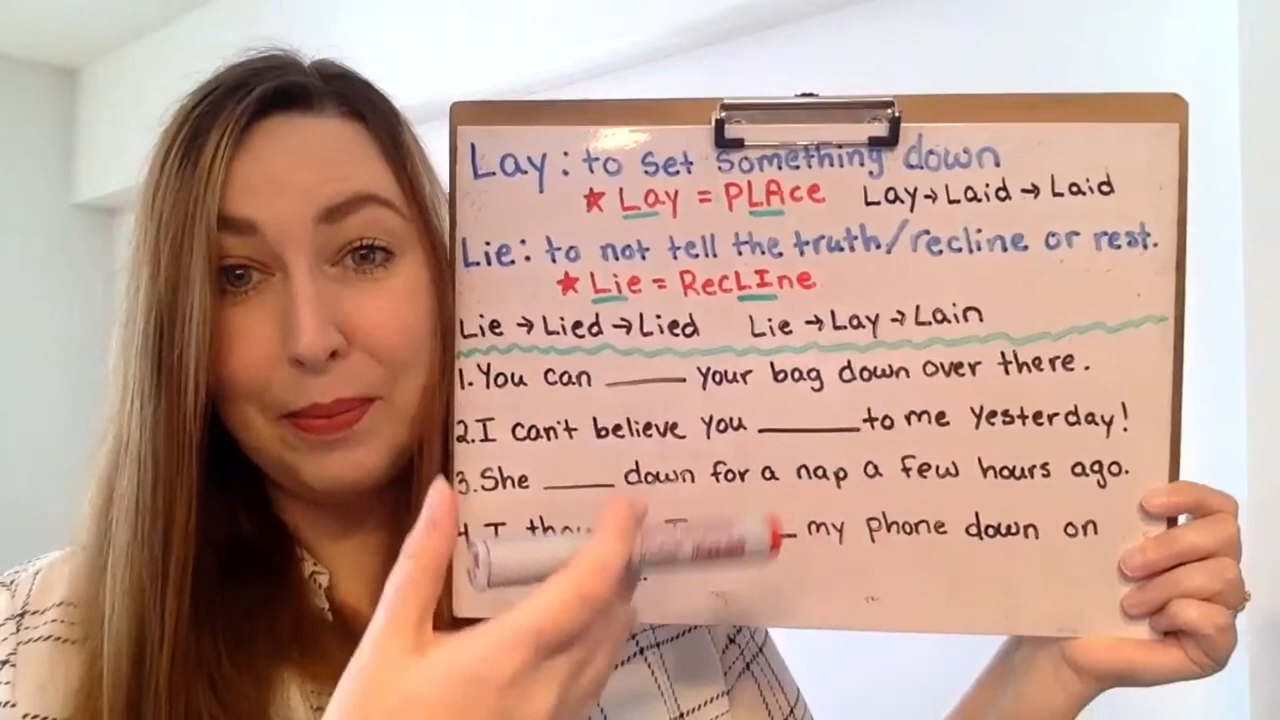 Lay: to set something down
★ Lay = PLAce Lay → Laid → Laid
Lie: to not tell the truth/recline or rest.
★ Lie = RecLIne
Lie → Lied → Lied Lie → Lay → Lain
1. You can ____ your bag down over there.
2. I can't believe you ____ to me yesterday!
3. She ____ down for a nap a few hours ago.
4. I my phone down on